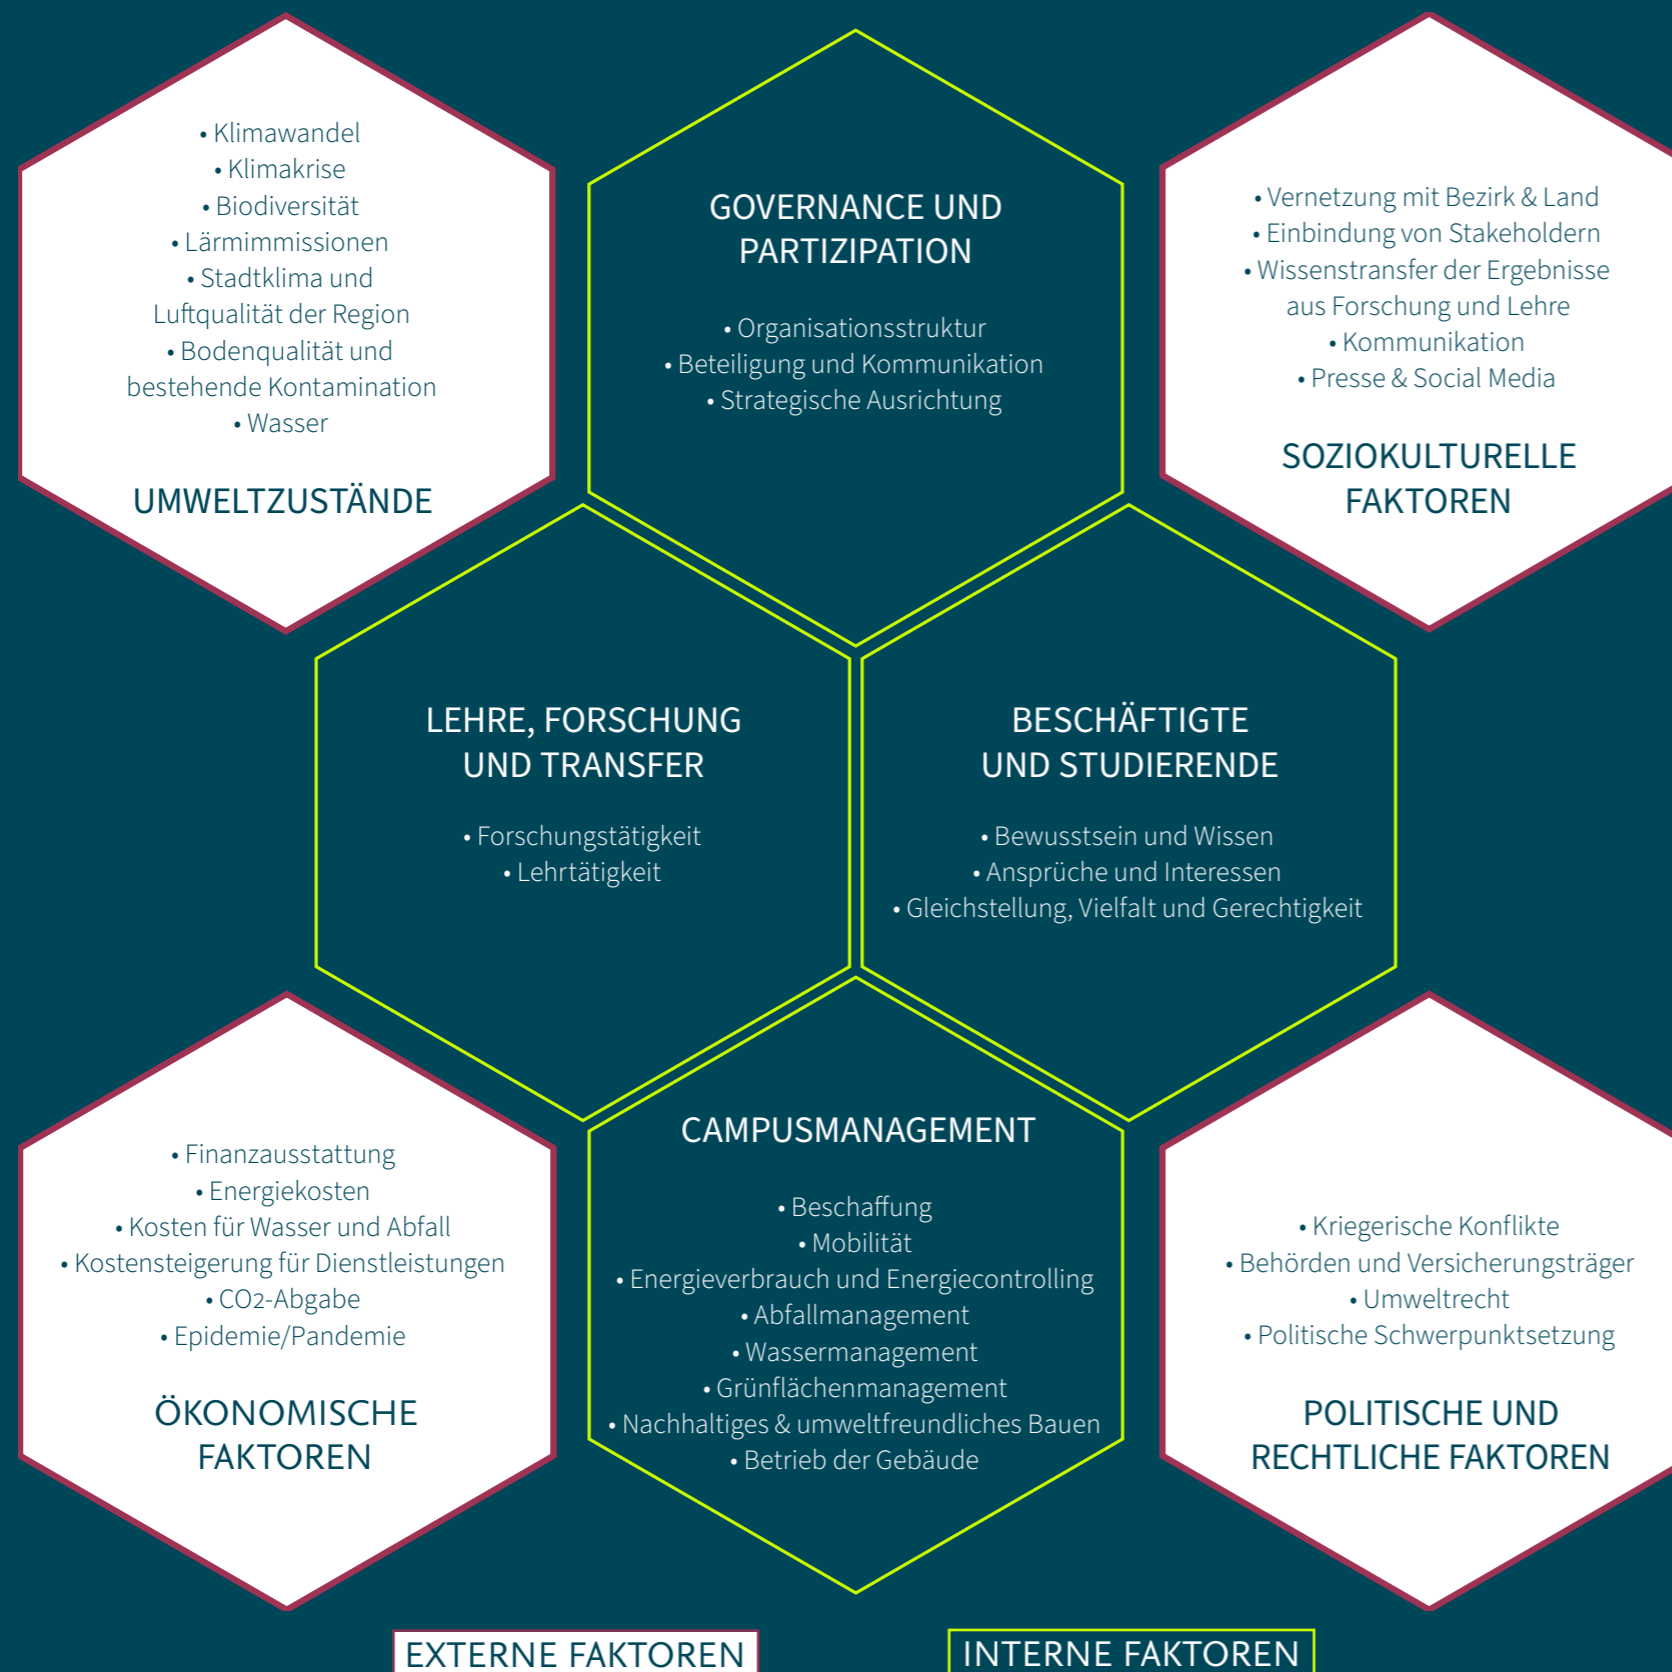 • Klimawandel
• Klimakrise
• Biodiversität
• Lärmimmissionen
• Stadtklima und
Luftqualität der Region
• Bodenqualität und
bestehende Kontamination
• Wasser
UMWELTZUSTÄNDE
GOVERNANCE UND
PARTIZIPATION
• Organisationsstruktur
• Beteiligung und Kommunikation
• Strategische Ausrichtung
• Vernetzung mit Bezirk & Land
• Einbindung von Stakeholdern
• Wissenstransfer der Ergebnisse
aus Forschung und Lehre
• Kommunikation
• Presse & Social Media
SOZIOKULTURELLE
FAKTOREN
LEHRE, FORSCHUNG
UND TRANSFER
• Forschungstätigkeit
• Lehrtätigkeit
BESCHÄFTIGTE
UND STUDIERENDE
• Bewusstsein und Wissen
• Ansprüche und Interessen
• Gleichstellung, Vielfalt und Gerechtigkeit
• Finanzausstattung
• Energiekosten
• Kosten für Wasser und Abfall
• Kostensteigerung für Dienstleistungen
• CO2-Abgabe
• Epidemie/Pandemie
ÖKONOMISCHE
FAKTOREN
CAMPUSMANAGEMENT
• Beschaffung
• Mobilität
• Energieverbrauch und Energiecontrolling
• Abfallmanagement
• Wassermanagement
• Grünflächenmanagement
• Nachhaltiges & umweltfreundliches Bauen
• Betrieb der Gebäude
• Kriegerische Konflikte
• Behörden und Versicherungsträger
• Umweltrecht
• Politische Schwerpunktsetzung
POLITISCHE UND
RECHTLICHE FAKTOREN
EXTERNE FAKTOREN
INTERNE FAKTOREN